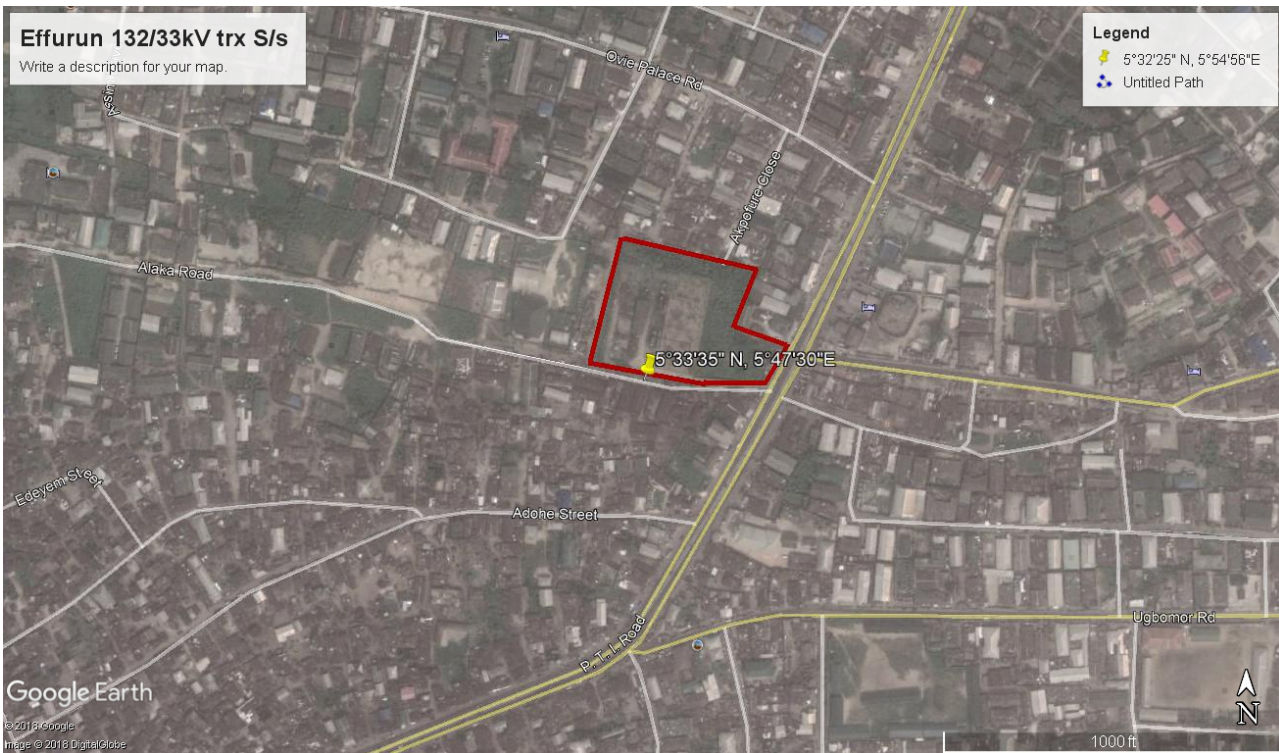 Effurun 132/33kV trx S/s
Write a description for your map.
Legend
5°32'25" N, 5°54'56"E
Untitled Path
Ovie Palace Rd
Akpofure Close
Alaka Road
5°33'35" N, 5°47'30"E
Edeyem Street
Adohe Street
P. T. I. Road
Ugbomor Rd
Google Earth
© 2018 Google
Image © 2018 DigitalGlobe
N
1000 ft